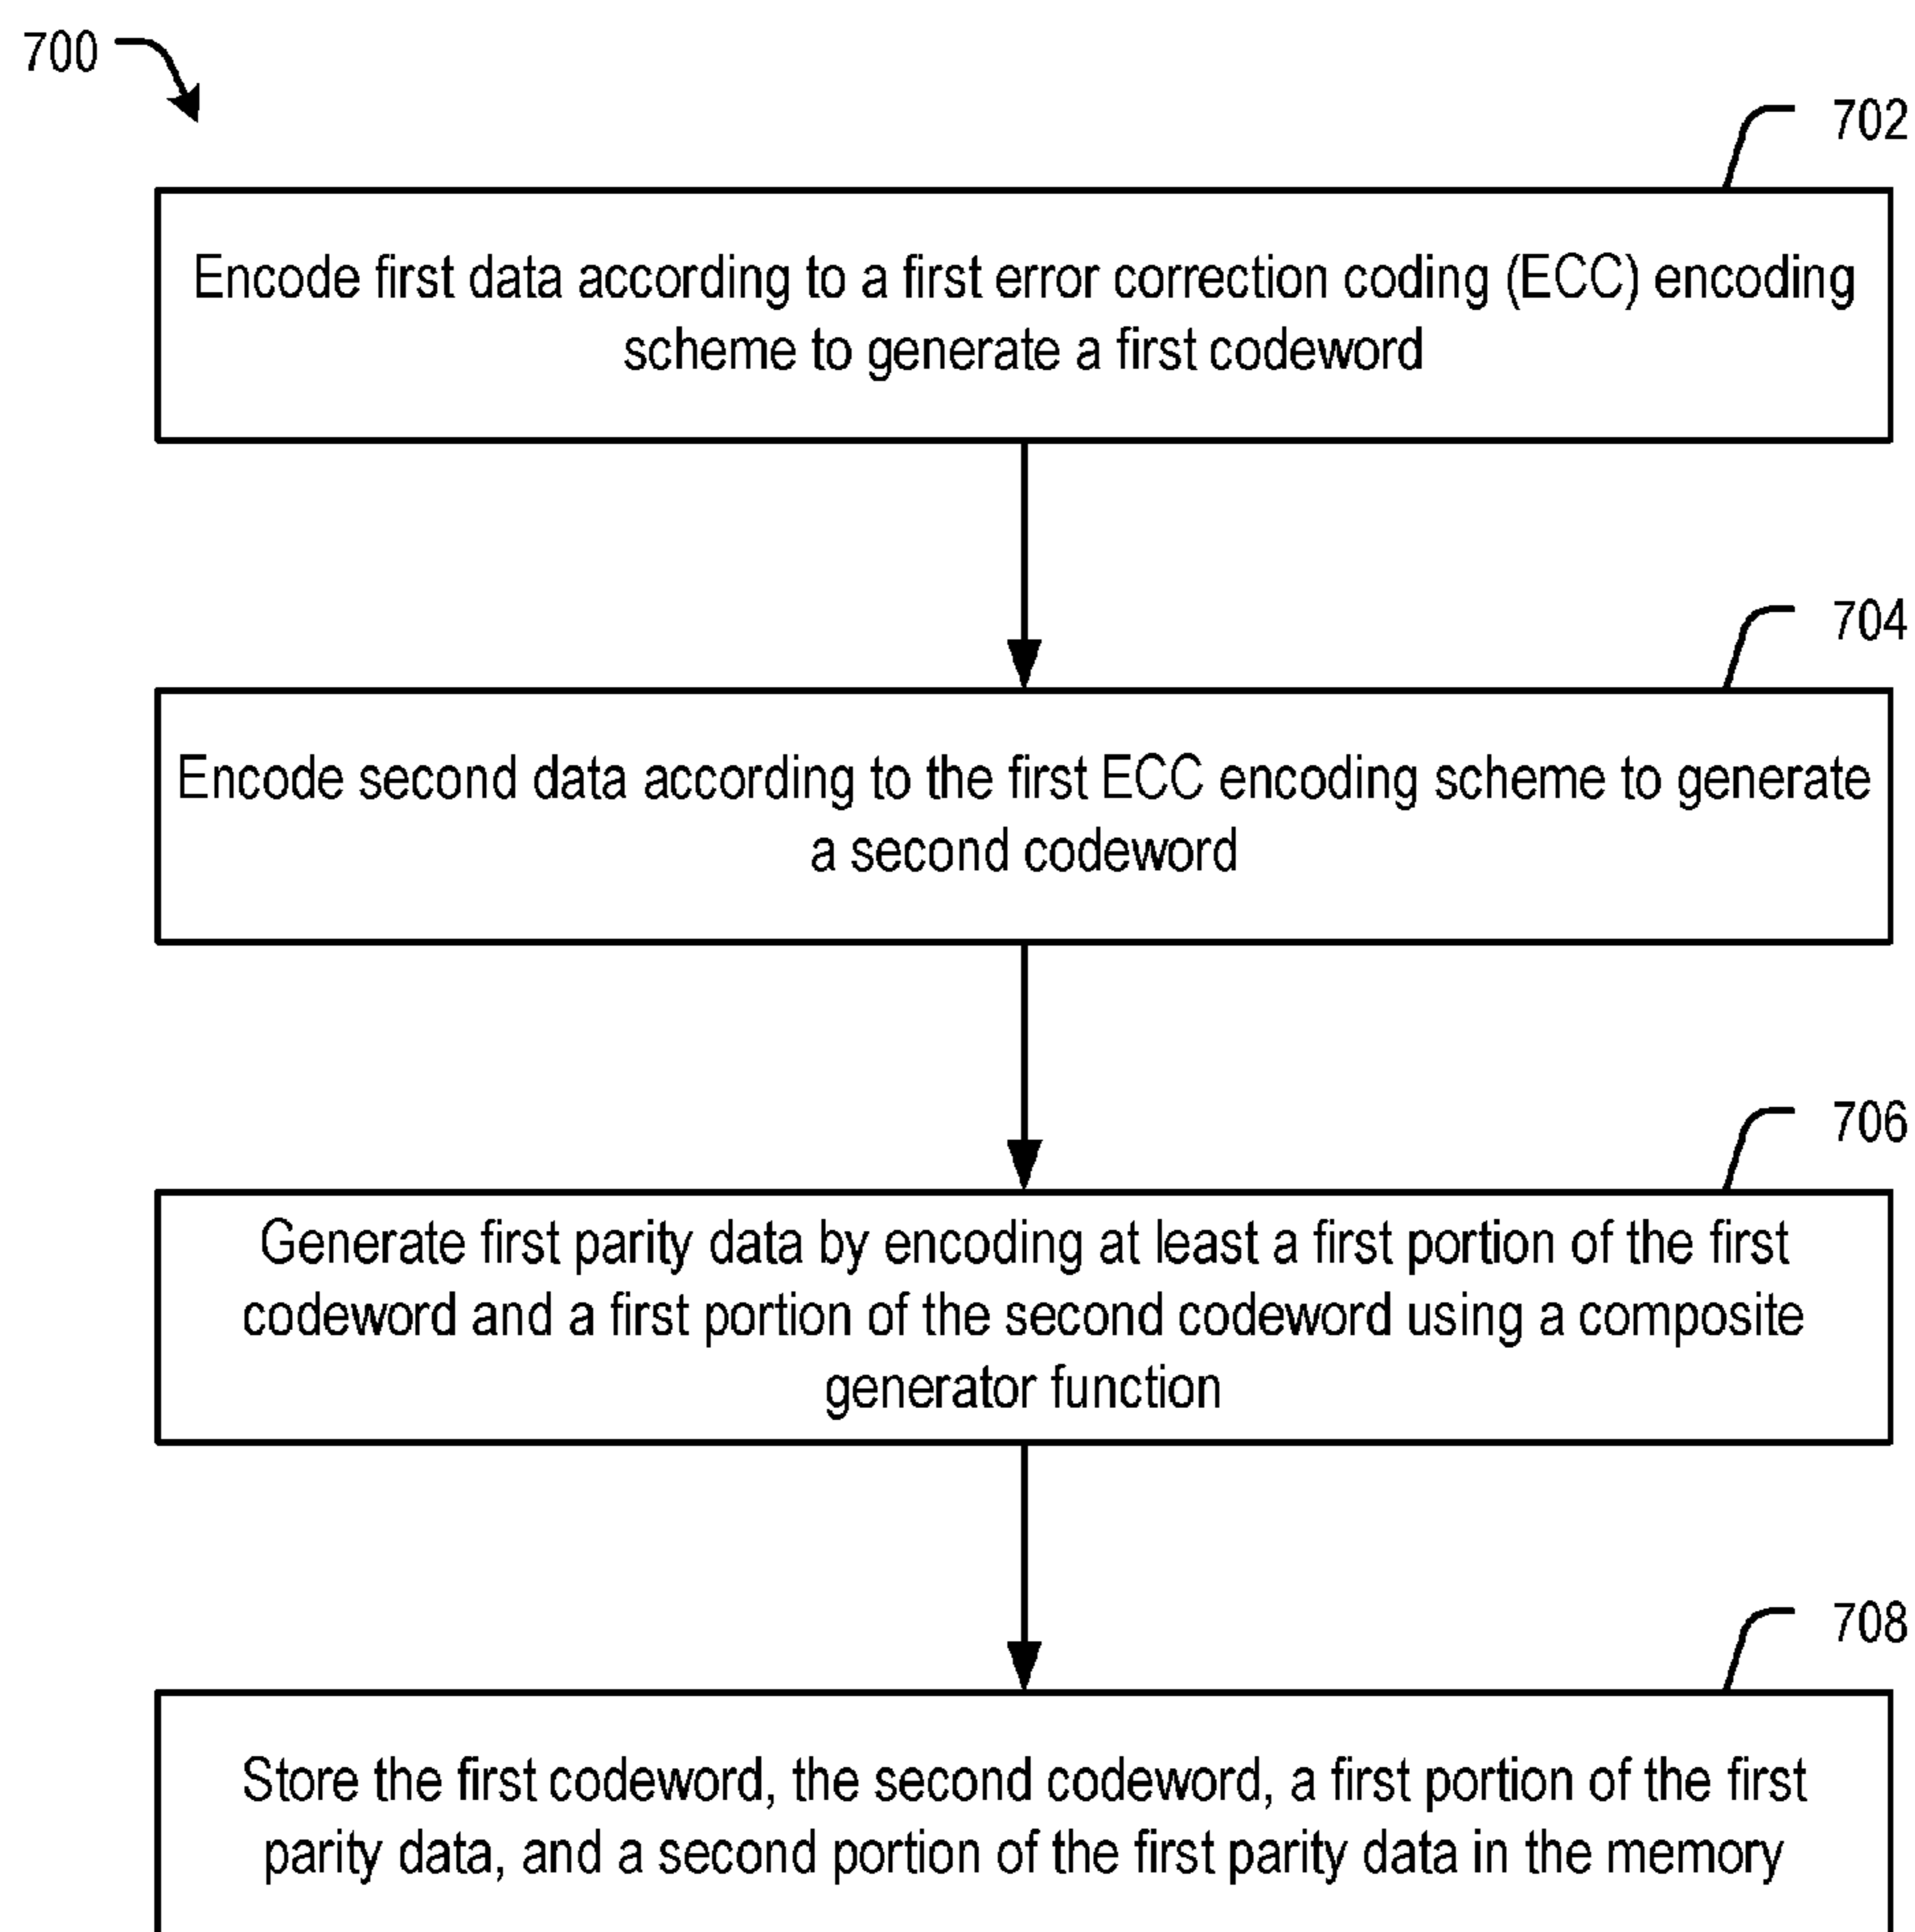 700
702
Encode first data according to a first error correction coding (ECC) encoding
scheme to generate a first codeword
704
Encode second data according to the first ECC encoding scheme to generate
a second codeword
706
Generate first parity data by encoding at least a first portion of the first
codeword and a first portion of the second codeword using a composite
generator function
708
Store the first codeword, the second codeword, a first portion of the first
parity data, and a second portion of the first parity data in the memory